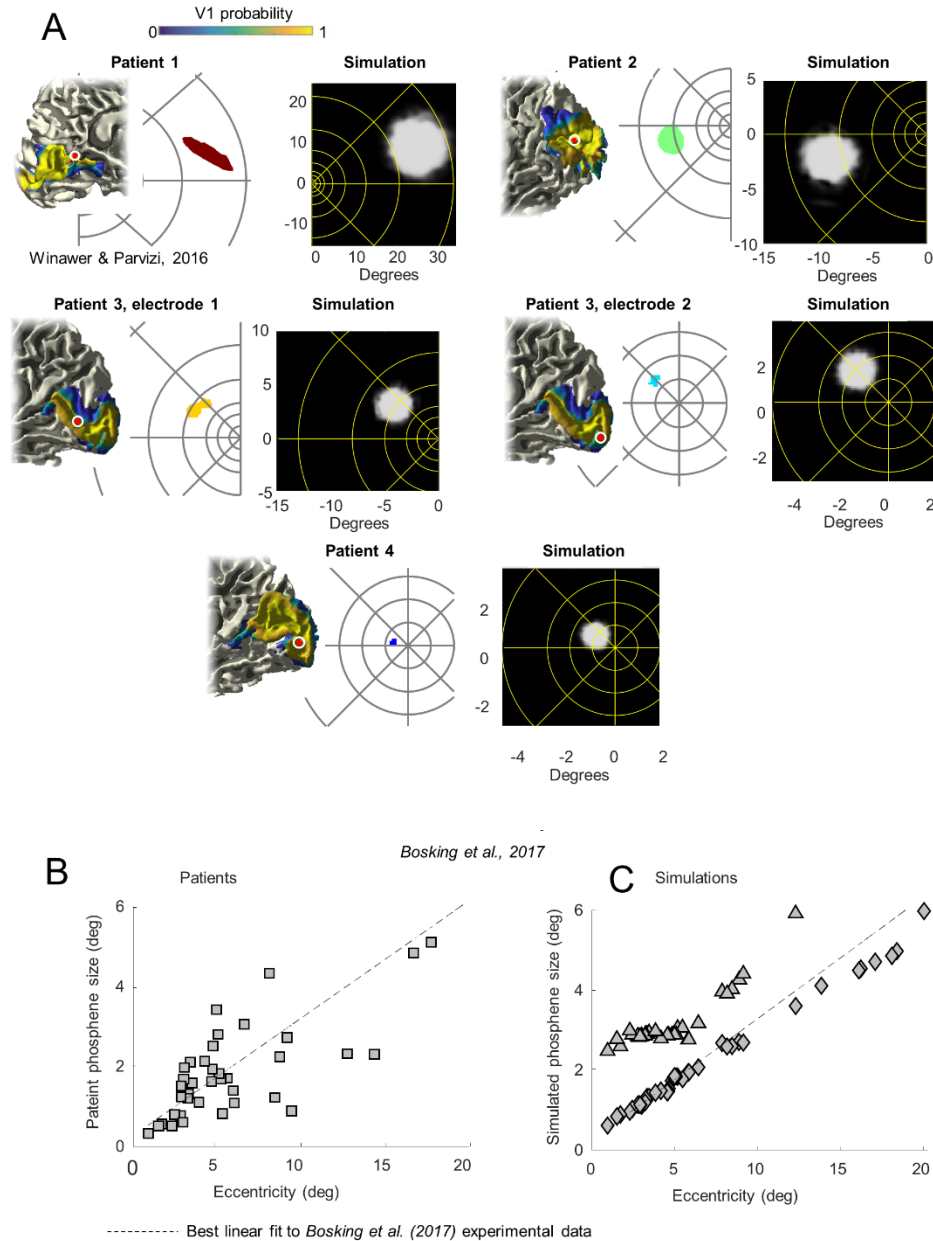 A
V1 probability
0
1
Patient 1
Simulation
20
10
0
-10
0 10 20 30
Degrees
Winawer & Parvizi, 2016
Patient 2
Simulation
5
0
-5
-10
-15 -10 -5 0
Degrees
Patient 3, electrode 1
Simulation
10
5
0
-5
-15 -10 -5 0
Degrees
Patient 3, electrode 2
Simulation
2
0
-2
-4 -2 0 2
Degrees
Patient 4
Simulation
2
0
-2
-4 -2 0 2
Degrees
Bosking et al., 2017
B
Patients
Pateint phosphene size (deg)
6
4
2
0
0 5 10 15 20
Eccentricity (deg)
C
Simulations
Simulated phosphene size (deg)
6
4
2
0
0 5 10 15 20
Eccentricity (deg)
Best linear fit to Bosking et al. (2017) experimental data